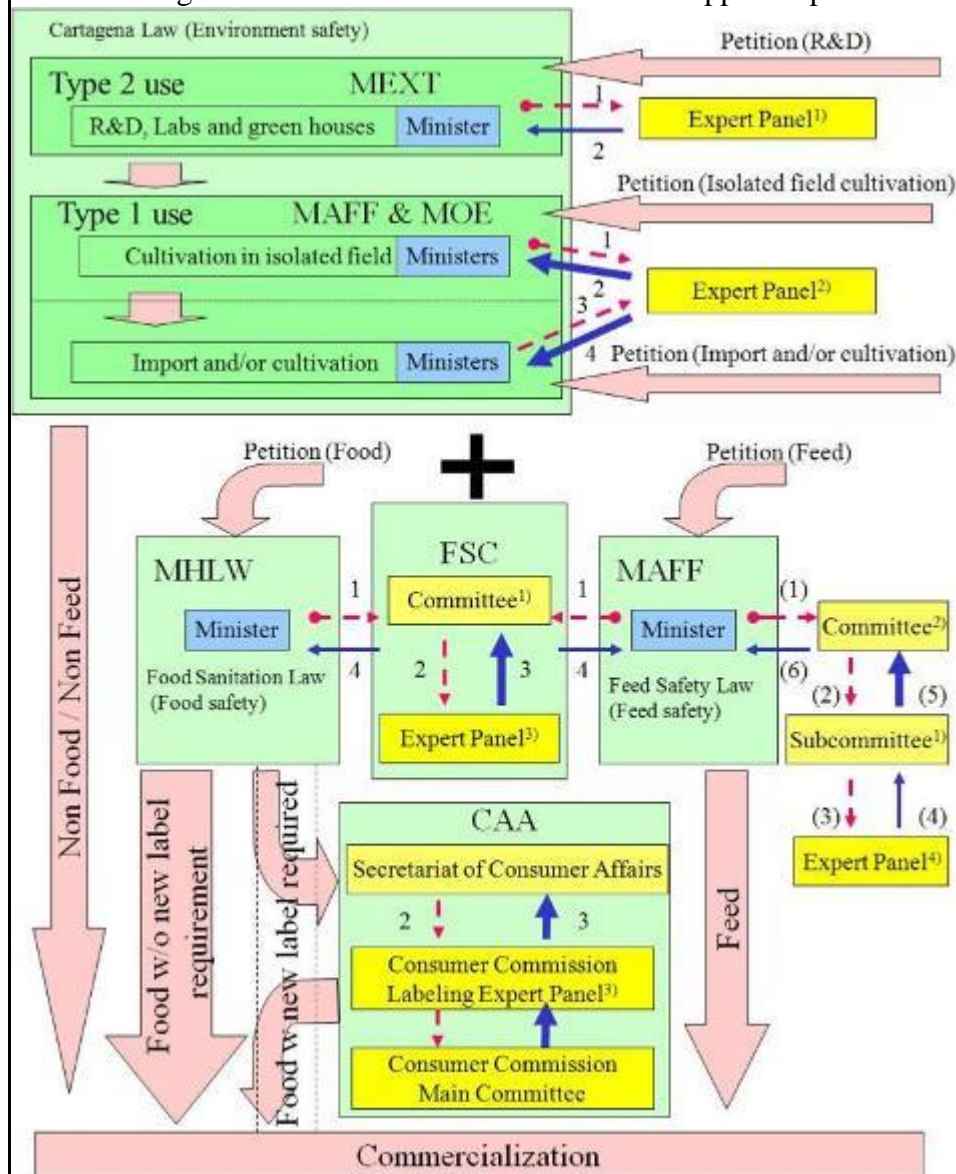 Cartagena Law (Environment safety)
Petition (R&D)
Type 2 use MEXT
R&D, Labs and green houses Minister
1
2
Expert Panel1)
Petition (Isolated field cultivation)
Type 1 use MAFF & MOE
Cultivation in isolated field Ministers
1
2
Expert Panel2)
3
4
Import and/or cultivation Ministers
Petition (Import and/or cultivation)
Petition (Food)
Petition (Feed)
MHLW
Minister
Food Sanitation Law
(Food safety)
1
4
FSC
Committee1)
2
3
Expert Panel3)
1
4
MAFF
Minister
Feed Safety Law
(Feed safety)
(1)
(6)
Committee2)
(2)
(5)
Subcommittee1)
(3)
(4)
Expert Panel4)
Non Food / Non Feed
Food w/o new label
requirement
Food w new label required
CAA
Secretariat of Consumer Affairs
2
3
Consumer Commission
Labeling Expert Panel3)
Consumer Commission
Main Committee
Feed
Commercialization